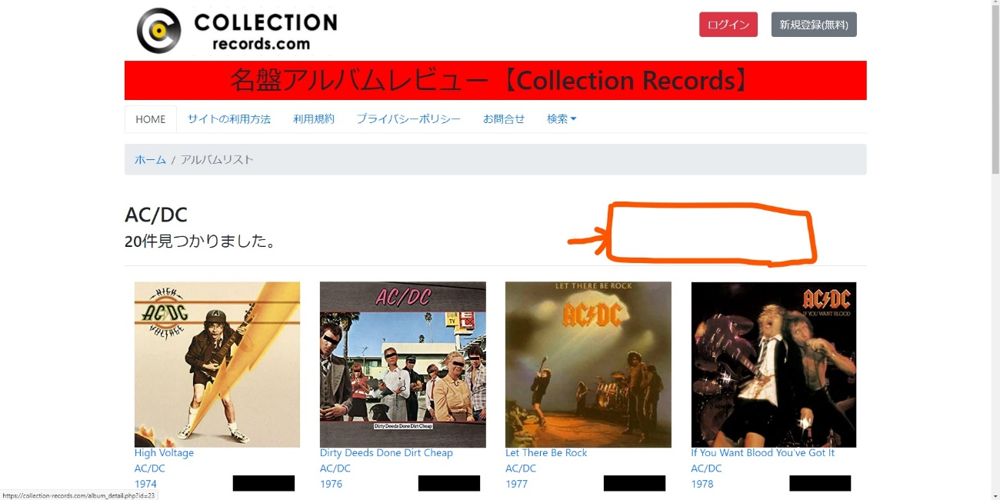 COLLECTION
records.com
ログイン
新規登録(無料)
名盤アルバムレビュー【Collection Records】
HOME サイトの利用方法 利用規約 プライバシーポリシー お問合せ 検索
ホーム / アルバムリスト
AC/DC
20件見つかりました。
HIGH
AC/DC
VOLTAGE
AC/DC
TV
Dirty Deeds Done Dirt Cheap
LET THERE BE ROCK
AC/DC
AC/DC
IF YOU WANT BLOOD
High Voltage
AC/DC
1974
Dirty Deeds Done Dirt Cheap
AC/DC
1976
Let There Be Rock
AC/DC
1977
If You Want Blood You've Got It
AC/DC
1978
https://collection-records.com/album_detail.php?id=23